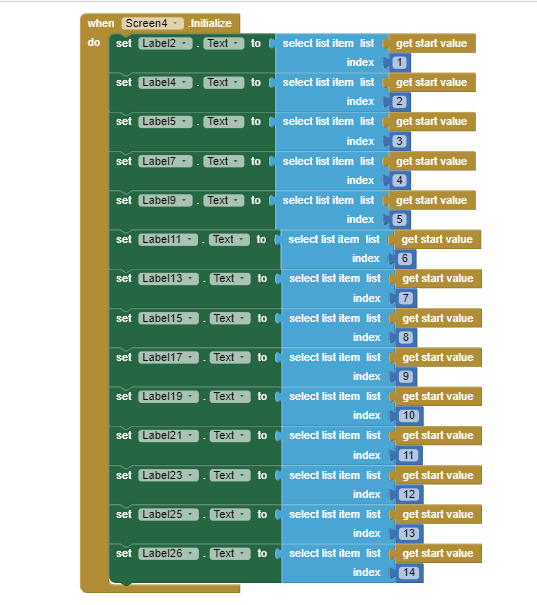 when Screen4 .Initialize
do set Label2 . Text to select list item list get start value
index 1
set Label4 . Text to select list item list get start value
index 2
set Label5 . Text to select list item list get start value
index 3
set Label7 . Text to select list item list get start value
index 4
set Label9 . Text to select list item list get start value
index 5
set Label11 . Text to select list item list get start value
index 6
set Label13 . Text to select list item list get start value
index 7
set Label15 . Text to select list item list get start value
index 8
set Label17 . Text to select list item list get start value
index 9
set Label19 . Text to select list item list get start value
index 10
set Label21 . Text to select list item list get start value
index 11
set Label23 . Text to select list item list get start value
index 12
set Label25 . Text to select list item list get start value
index 13
set Label26 . Text to select list item list get start value
index 14